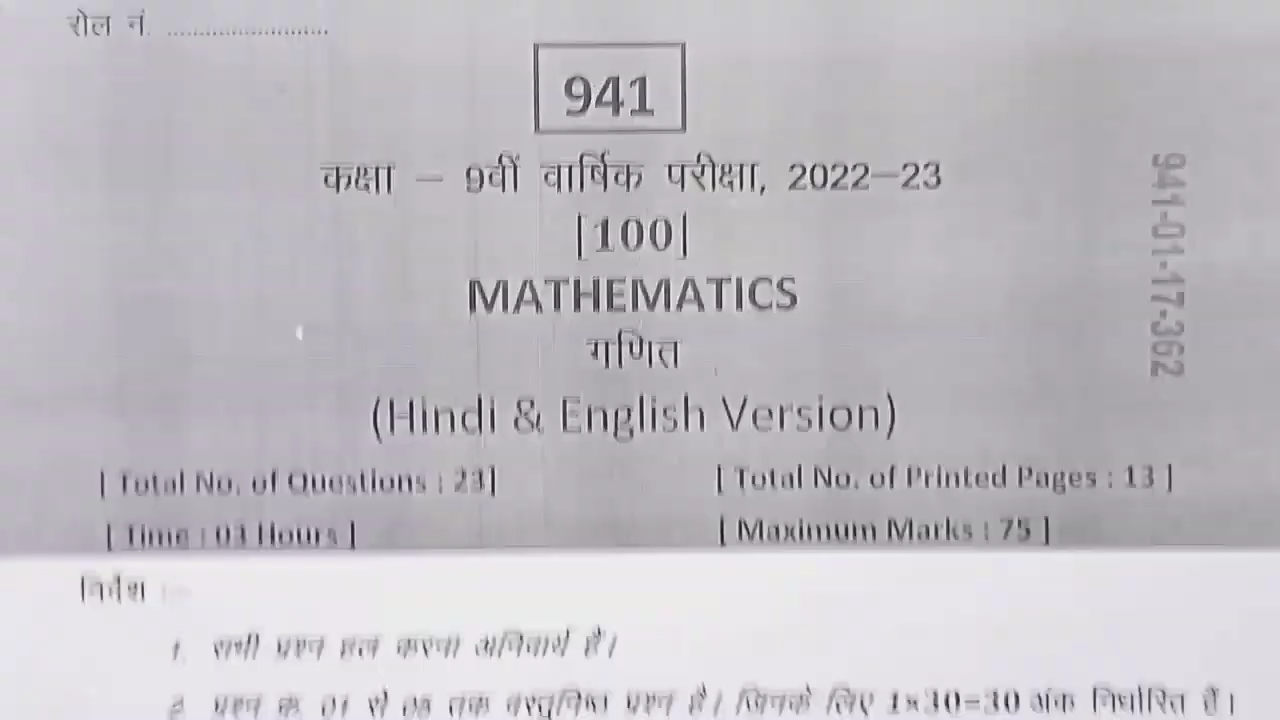 रोल नं. ..........................
941
कक्षा – 9वीं वार्षिक परीक्षा, 2022–23
[100]
MATHEMATICS
गणित
(Hindi & English Version)
[ Total No. of Questions : 23] [ Total No. of Printed Pages : 13 ]
[ Time : 03 Hours ] [ Maximum Marks : 75 ]
निर्देश :-
1. सभी प्रश्न हल करना अनिवार्य हैं।
2. प्रश्न क्र. 01 से 05 तक वस्तुनिष्ठ प्रश्न हैं। जिनके लिए 1×30=30 अंक निर्धारित हैं।
941-01-17-362